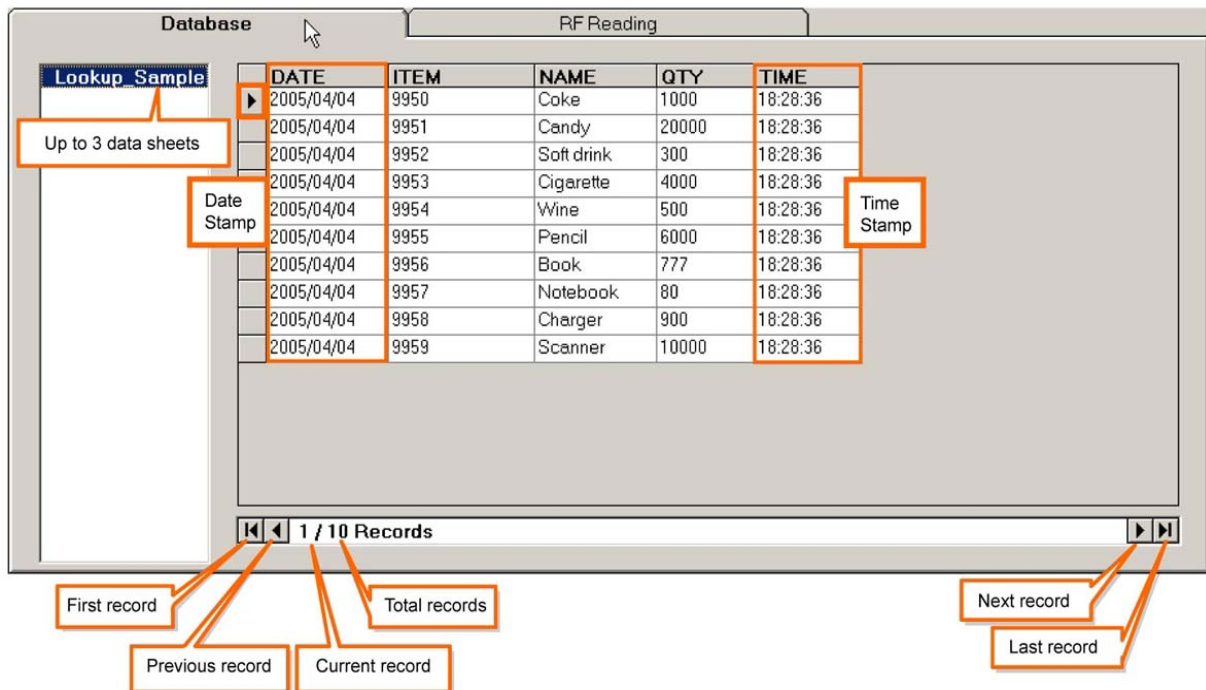 Database RF Reading
Lookup_Sample
Up to 3 data sheets
DATE ITEM NAME QTY TIME
2005/04/04 9950 Coke 1000 18:28:36
2005/04/04 9951 Candy 20000 18:28:36
2005/04/04 9952 Soft drink 300 18:28:36
2005/04/04 9953 Cigarette 4000 18:28:36
2005/04/04 9954 Wine 500 18:28:36
2005/04/04 9955 Pencil 6000 18:28:36
2005/04/04 9956 Book 777 18:28:36
2005/04/04 9957 Notebook 80 18:28:36
2005/04/04 9958 Charger 900 18:28:36
2005/04/04 9959 Scanner 10000 18:28:36
Date
Stamp
Time
Stamp
1 / 10 Records
First record
Total records
Next record
Previous record
Current record
Last record